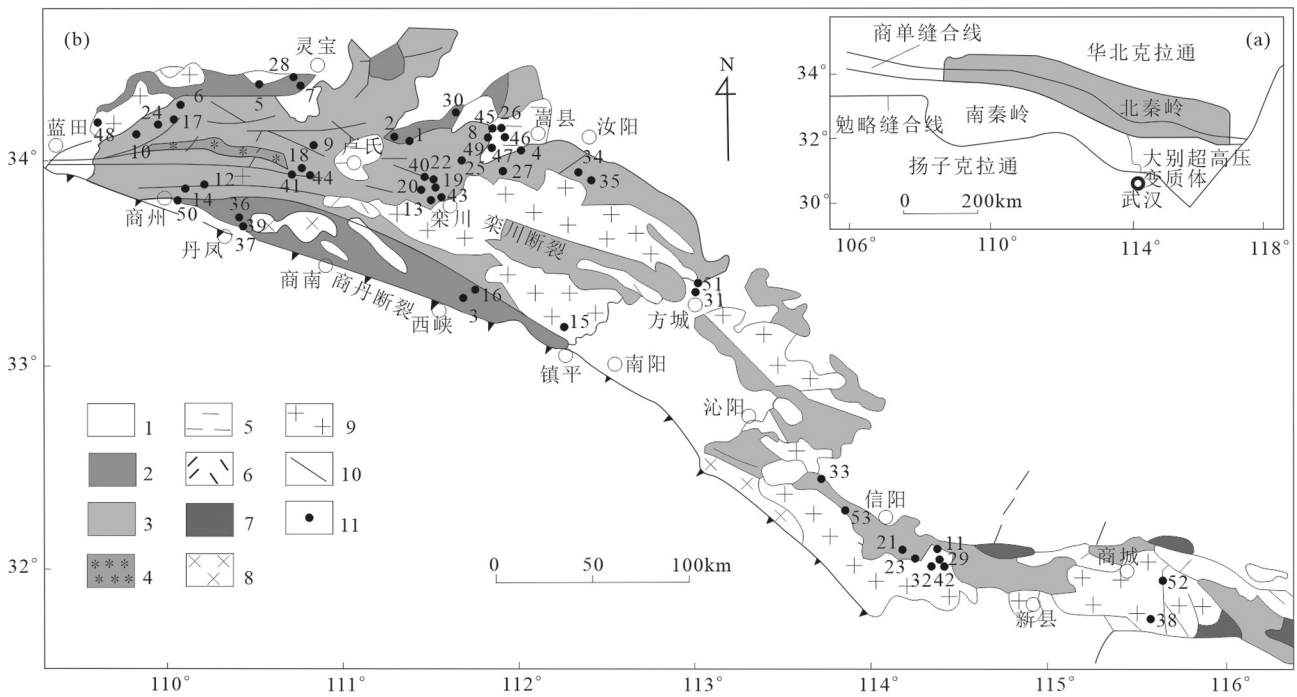 (b)
N
灵宝
蓝田
卢氏
嵩县
汝阳
商州
丹凤
商南
商丹断裂
西峡
栾川
栾川断裂
镇平
南阳
方城
沁阳
信阳
新县
商城
28
5
7
6
24
17
48
10
9
18
41
44
12
14
50
36
39
37
2
1
30
45
26
8
46
49
47
4
22
25
40
27
20
19
13
43
34
35
16
3
15
51
31
33
53
21
23
11
29
32
42
52
38
34°
33°
32°
110°
111°
112°
113°
114°
115°
116°
0
50
100km
1
2
3
4
5
6
7
8
9
10
11
(a)
商单缝合线
华北克拉通
南秦岭
北秦岭
勉略缝合线
扬子克拉通
大别超高压
变质体
武汉
0
200km
34°
32°
30°
106°
110°
114°
118°